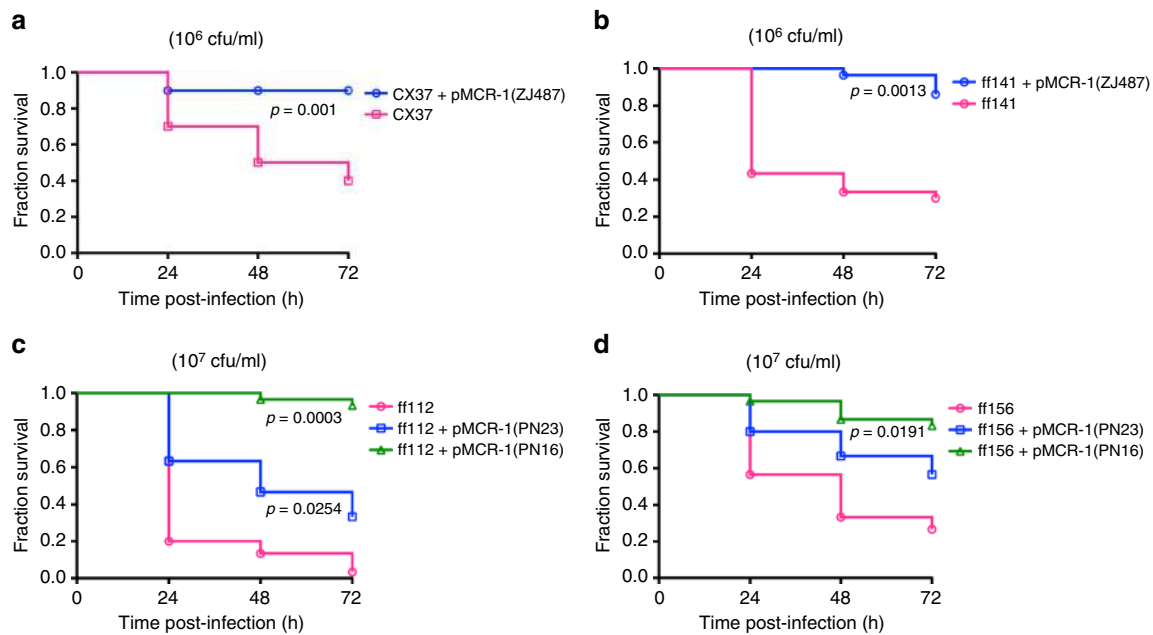 a
(10⁶ cfu/ml)
Fraction survival
1.0
0.8
0.6
0.4
0.2
0.0
0
24
48
72
Time post-infection (h)
p = 0.001
CX37 + pMCR-1(ZJ487)
CX37
b
(10⁶ cfu/ml)
Fraction survival
1.0
0.8
0.6
0.4
0.2
0.0
0
24
48
72
Time post-infection (h)
p = 0.0013
ff141 + pMCR-1(ZJ487)
ff141
c
(10⁷ cfu/ml)
Fraction survival
1.0
0.8
0.6
0.4
0.2
0.0
0
24
48
72
Time post-infection (h)
p = 0.0003
p = 0.0254
ff112
ff112 + pMCR-1(PN23)
ff112 + pMCR-1(PN16)
d
(10⁷ cfu/ml)
Fraction survival
1.0
0.8
0.6
0.4
0.2
0.0
0
24
48
72
Time post-infection (h)
p = 0.0191
ff156
ff156 + pMCR-1(PN23)
ff156 + pMCR-1(PN16)